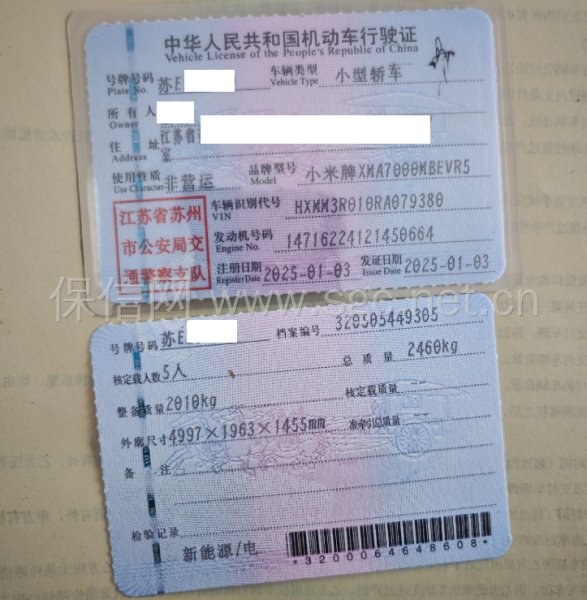 中华人民共和国机动车行驶证
Vehicle License of the People's Republic of China
号牌号码 苏E 车辆类型 小型轿车
Plate No. Vehicle Type
所有人
Owner
住址 江苏省
Address 室
使用性质 非营运 品牌型号 小米牌XMA7000MBEVR5
Use Character Model
江苏省苏州
市公安局交
通警察支队
车辆识别代号 HXMM3R010RA079380
VIN
发动机号码 14716224121450664
Engine No.
注册日期 2025-01-03 发证日期 2025-01-03
Register Date Issue Date
保信网 www.sgc.net.cn
号牌号码 苏E 档案编号 320505449305
核定载人数 5人 总质量 2460kg
整备质量 2010kg 核定载质量 --
外廓尺寸 4997×1963×1455mm 准牵引总质量 --
备注
检验记录
新能源/电
*3200064648608*